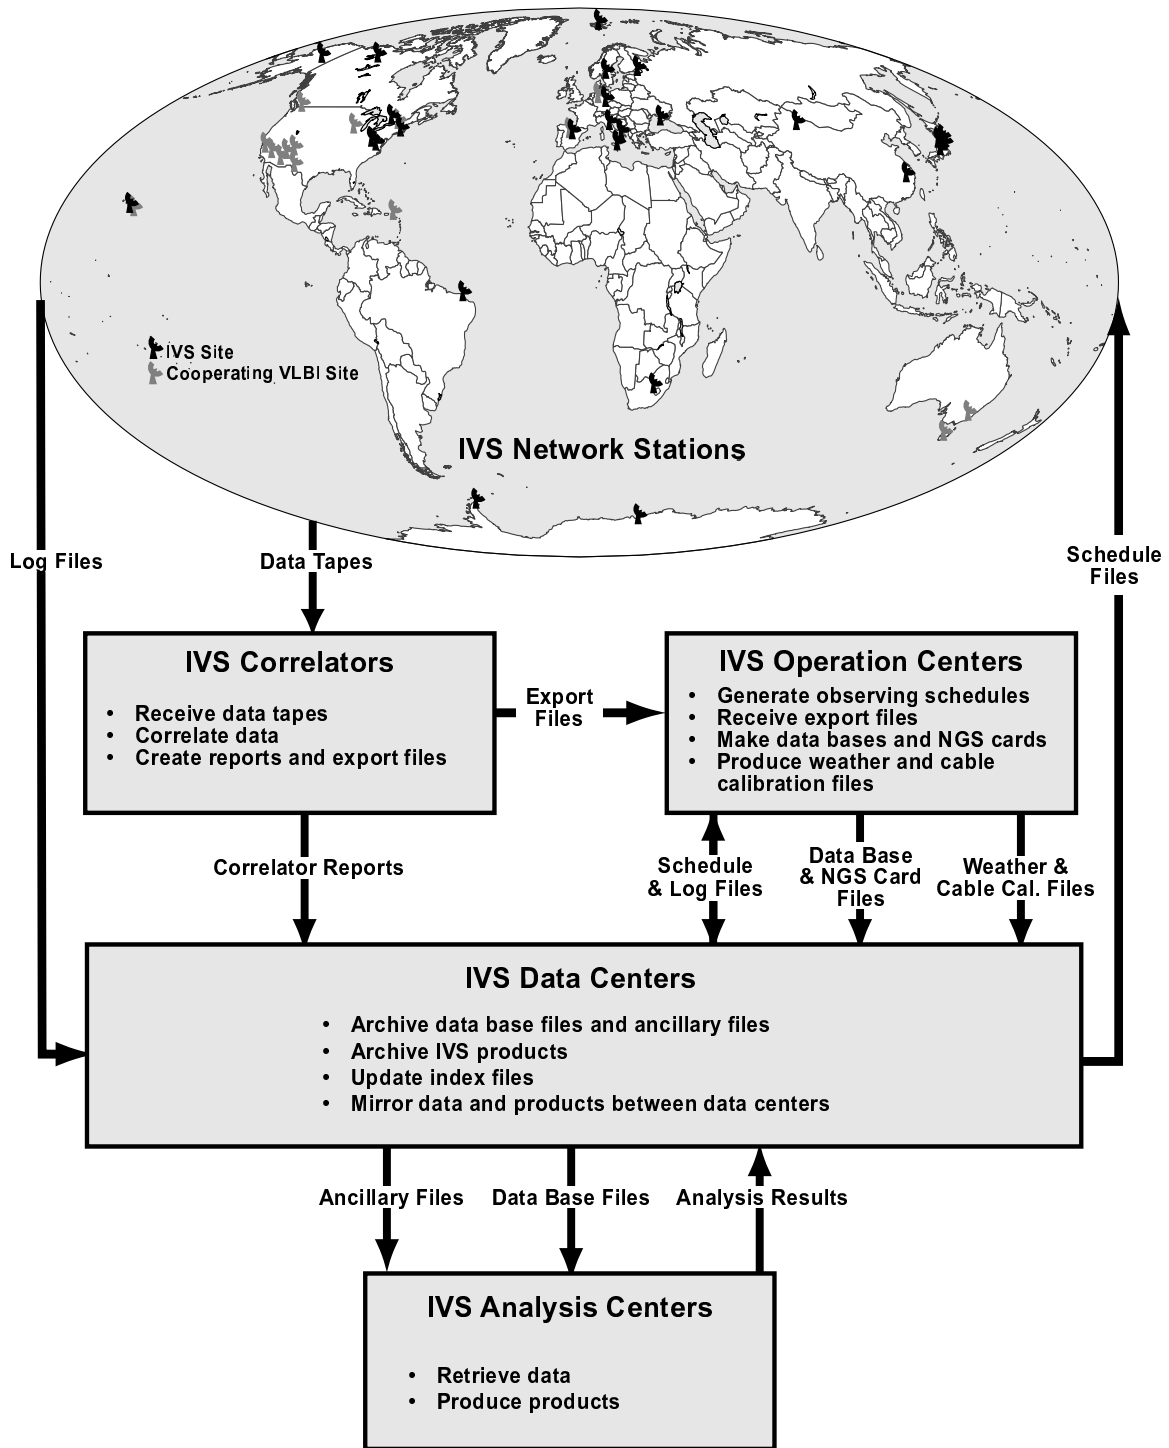 IVS Site
Cooperating VLBI Site
IVS Network Stations
Log Files
Data Tapes
Schedule
Files
IVS Correlators
• Receive data tapes
• Correlate data
• Create reports and export files
Export
Files
IVS Operation Centers
• Generate observing schedules
• Receive export files
• Make data bases and NGS cards
• Produce weather and cable
calibration files
Correlator Reports
Schedule
& Log Files
Data Base
& NGS Card
Files
Weather &
Cable Cal. Files
IVS Data Centers
• Archive data base files and ancillary files
• Archive IVS products
• Update index files
• Mirror data and products between data centers
Ancillary Files
Data Base Files
Analysis Results
IVS Analysis Centers
• Retrieve data
• Produce products